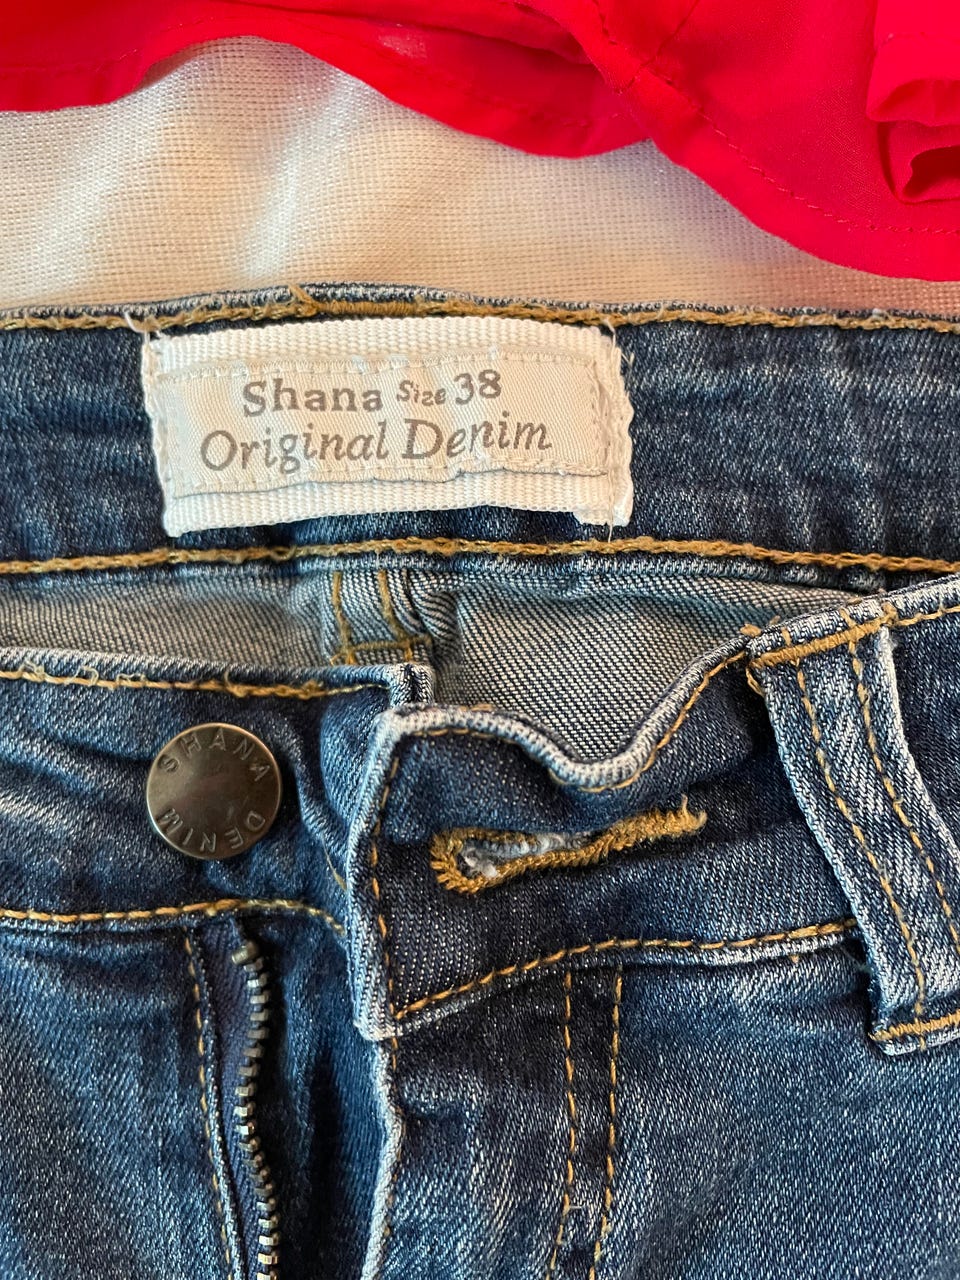 Shana Size 38
Original Denim
SHANA
DENIM